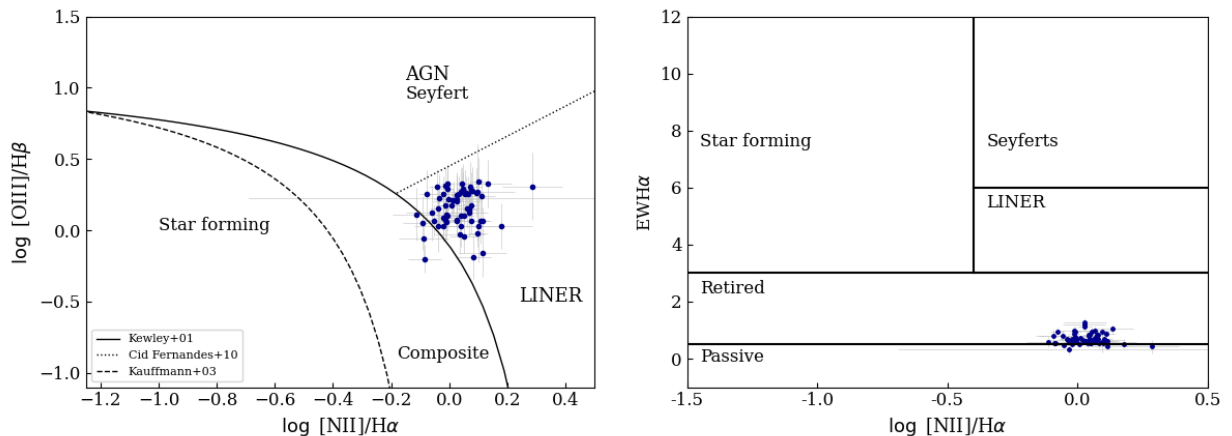 1.5
1.0
0.5
0.0
−0.5
−1.0
log [OIII]/Hβ
AGN
Seyfert
Star forming
LINER
Composite
Kewley+01
Cid Fernandes+10
Kauffmann+03
−1.2 −1.0 −0.8 −0.6 −0.4 −0.2 0.0 0.2 0.4
log [NII]/Hα
12
10
8
6
4
2
0
EWHα
Star forming
Seyferts
LINER
Retired
Passive
-1.5 -1.0 -0.5 0.0 0.5
log [NII]/Hα